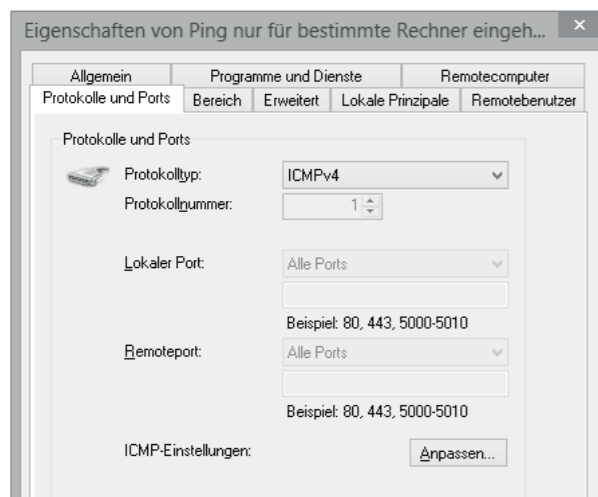 Eigenschaften von Ping nur für bestimmte Rechner eingeh...
Allgemein Programme und Dienste Remotecomputer
Protokolle und Ports Bereich Erweitert Lokale Prinzipale Remotebenutzer
Protokolle und Ports
Protokolltyp: ICMPv4
Protokollnummer: 1
Lokaler Port: Alle Ports
Beispiel: 80, 443, 5000-5010
Remoteport: Alle Ports
Beispiel: 80, 443, 5000-5010
ICMP-Einstellungen: Anpassen...